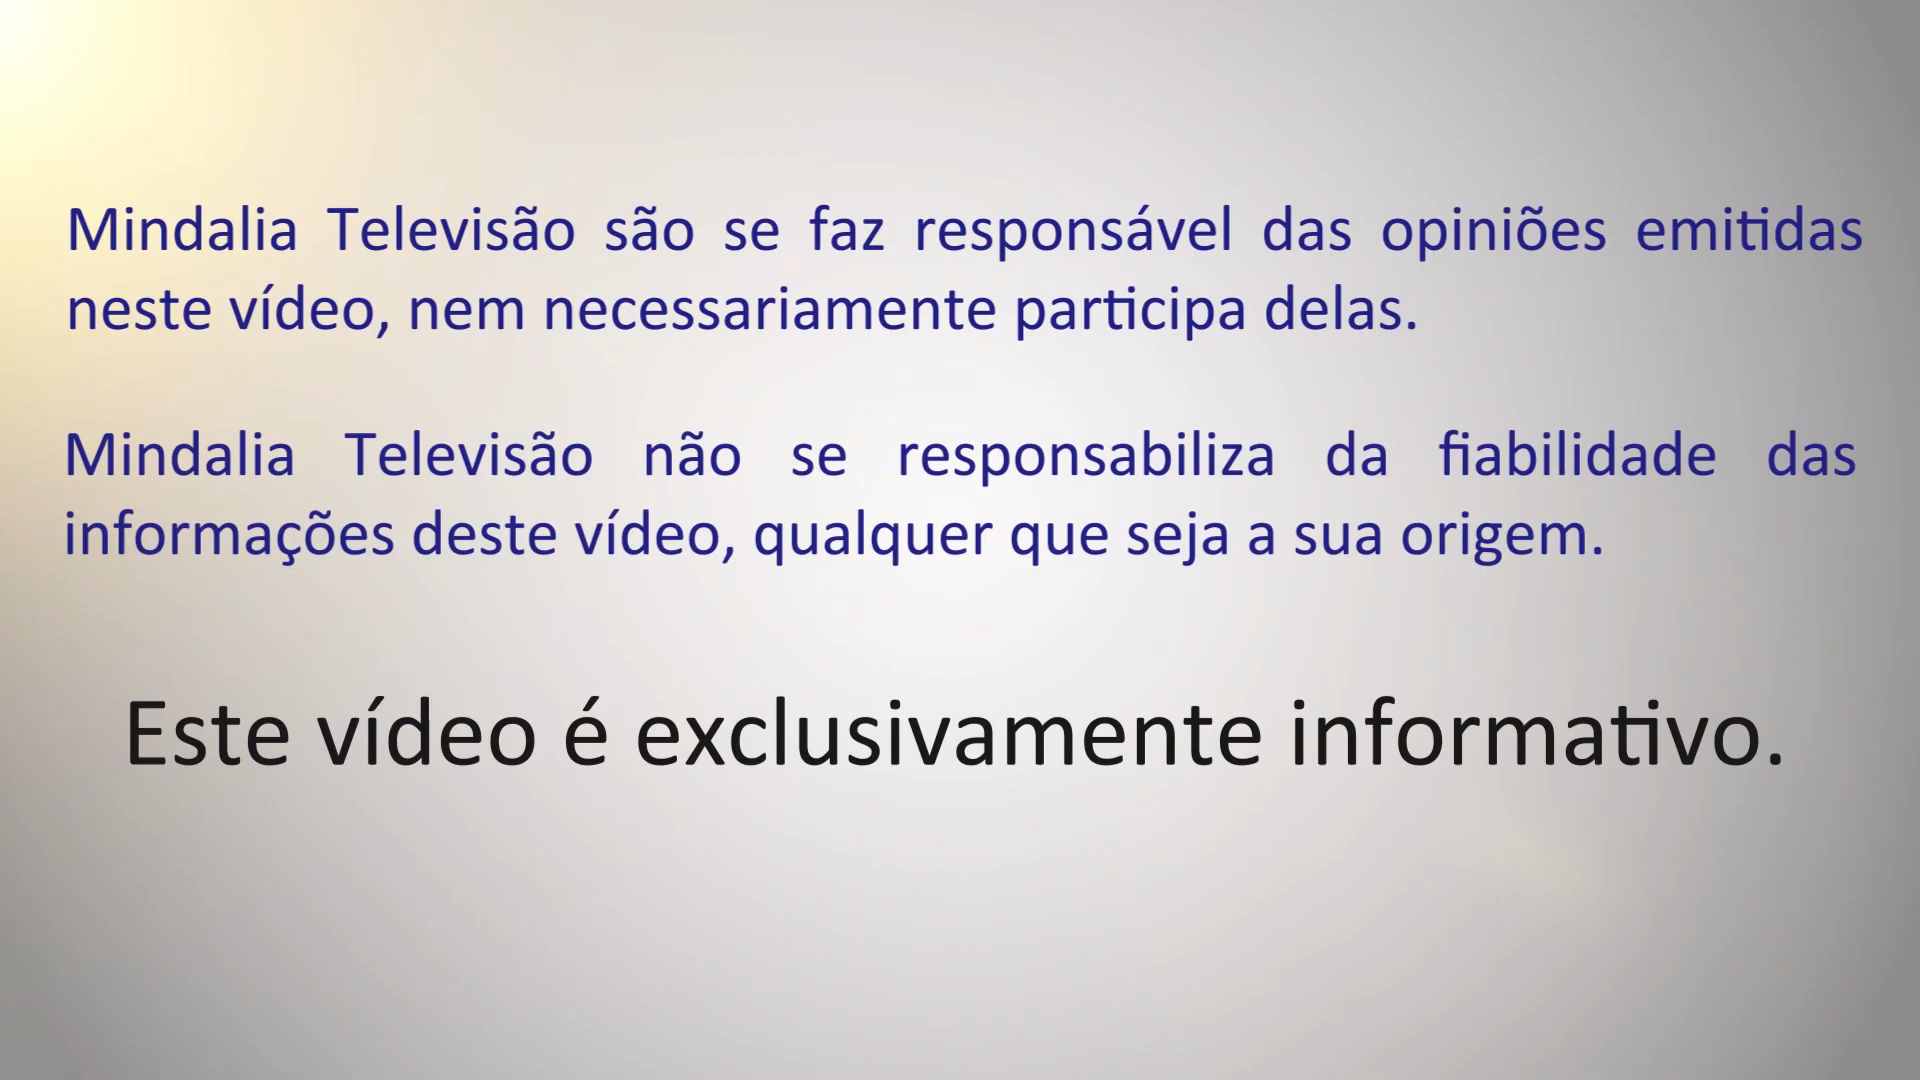 Mindalia Televisão são se faz responsável das opiniões emitidas
neste vídeo, nem necessariamente participa delas.
Mindalia Televisão não se responsabiliza da fiabilidade das
informações deste vídeo, qualquer que seja a sua origem.
Este vídeo é exclusivamente informativo.